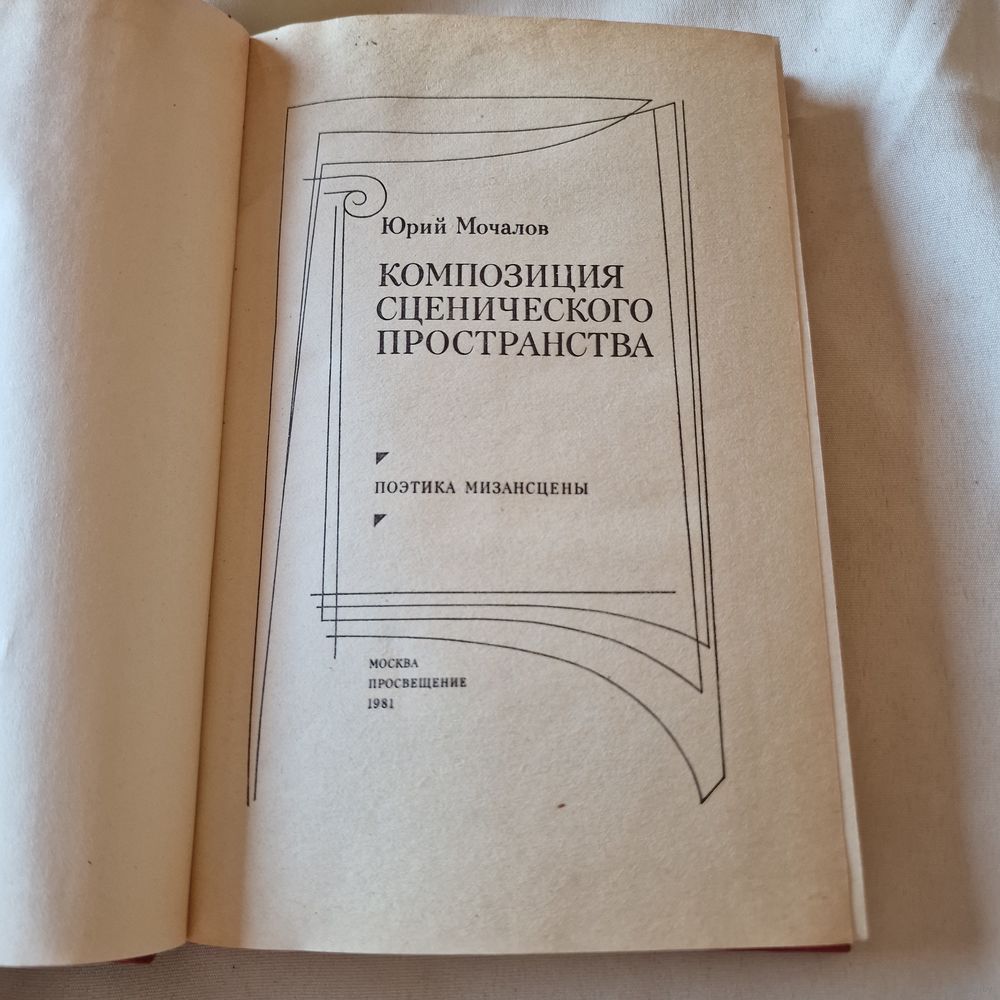 Юрий Мочалов
КОМПОЗИЦИЯ
СЦЕНИЧЕСКОГО
ПРОСТРАНСТВА
ПОЭТИКА МИЗАНСЦЕНЫ
МОСКВА
ПРОСВЕЩЕНИЕ
1981